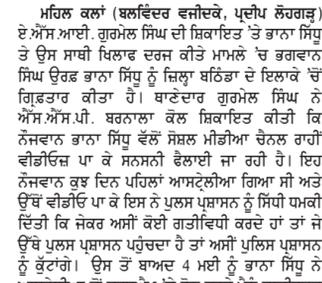 ਮਹਿਲ ਕਲਾਂ (ਬਲਵਿੰਦਰ ਵਜੀਦਕੇ, ਪ੍ਰਦੀਪ ਲੋਹਗੜ੍ਹ)
ਏ.ਐੱਸ.ਆਈ. ਗੁਰਮੇਲ ਸਿੰਘ ਦੀ ਸ਼ਿਕਾਇਤ 'ਤੇ ਭਾਨਾ ਸਿੱਧੂ
ਤੇ ਉਸ ਸਾਥੀ ਖਿਲਾਫ ਦਰਜ ਕੀਤੇ ਮਾਮਲੇ 'ਚ ਭਗਵਾਨ
ਸਿੰਘ ਉਰਫ਼ ਭਾਨਾ ਸਿੱਧੂ ਨੂੰ ਜ਼ਿਲ੍ਹਾ ਬਠਿੰਡਾ ਦੇ ਇਲਾਕੇ 'ਚੋਂ
ਗ੍ਰਿਫ਼ਤਾਰ ਕੀਤਾ ਹੈ। ਥਾਣੇਦਾਰ ਗੁਰਮੇਲ ਸਿੰਘ ਨੇ
ਐੱਸ.ਐੱਸ.ਪੀ. ਬਰਨਾਲਾ ਕੋਲ ਸ਼ਿਕਾਇਤ ਕੀਤੀ ਕਿ
ਨੌਜਵਾਨ ਭਾਨਾ ਸਿੱਧੂ ਵੱਲੋਂ ਸੋਸ਼ਲ ਮੀਡੀਆ ਚੈਨਲ ਰਾਹੀਂ
ਵੀਡੀਓਜ਼ ਪਾ ਕੇ ਸਨਸਨੀ ਫੈਲਾਈ ਜਾ ਰਹੀ ਹੈ। ਇਹ
ਨੌਜਵਾਨ ਕੁਝ ਦਿਨ ਪਹਿਲਾਂ ਆਸਟ੍ਰੇਲੀਆ ਗਿਆ ਸੀ ਅਤੇ
ਉੱਥੋਂ ਵੀਡੀਓ ਪਾ ਕੇ ਇਸ ਨੇ ਪੁਲਸ ਪ੍ਰਸ਼ਾਸਨ ਨੂੰ ਸਿੱਧੀ ਧਮਕੀ
ਦਿੱਤੀ ਕਿ ਜੇਕਰ ਅਸੀਂ ਕੋਈ ਗਤੀਵਿਧੀ ਕਰਦੇ ਹਾਂ ਤਾਂ ਜੇ
ਉੱਥੇ ਪੁਲਸ ਪ੍ਰਸ਼ਾਸਨ ਪਹੁੰਚਦਾ ਹੈ ਤਾਂ ਅਸੀਂ ਪੁਲਿਸ ਪ੍ਰਸ਼ਾਸਨ
ਨੂੰ ਕੁੱਟਾਂਗੇ। ਉਸ ਤੋਂ ਬਾਅਦ 4 ਮਈ ਨੂੰ ਭਾਨਾ ਸਿੱਧੂ ਨੇ